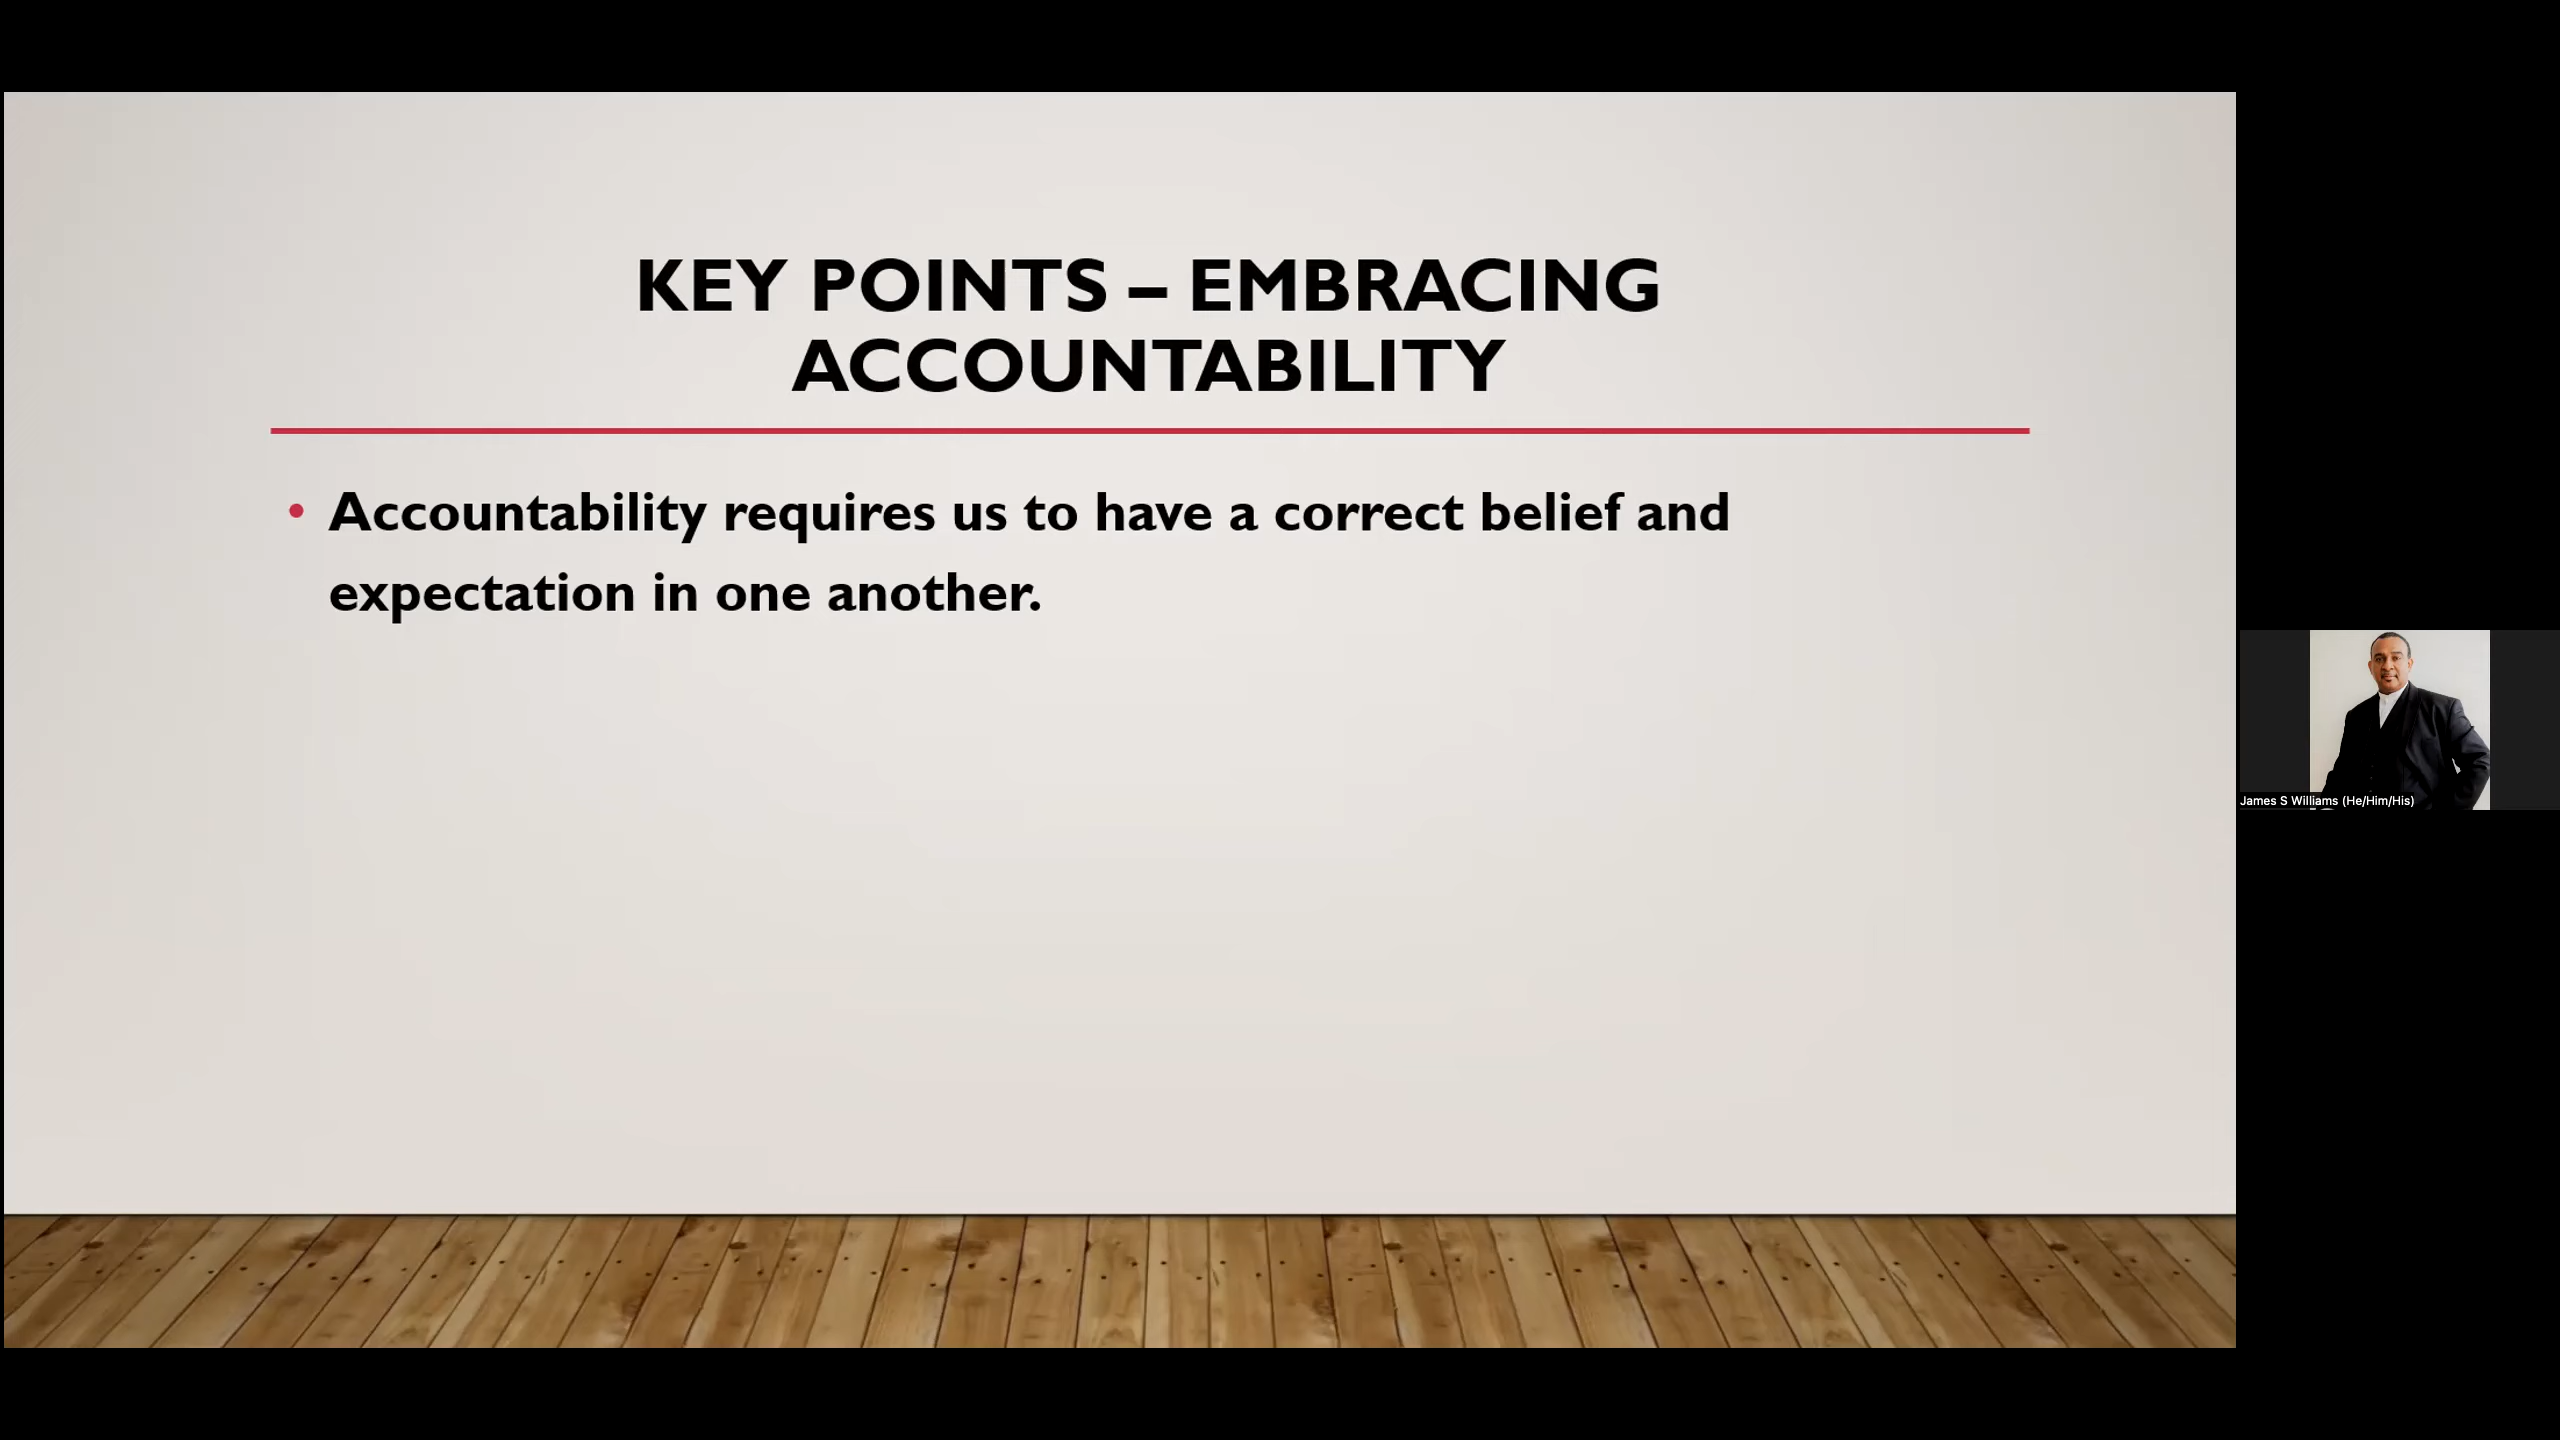 KEY POINTS – EMBRACING
ACCOUNTABILITY
• Accountability requires us to have a correct belief and
expectation in one another.
James S Williams (He/Him/His)